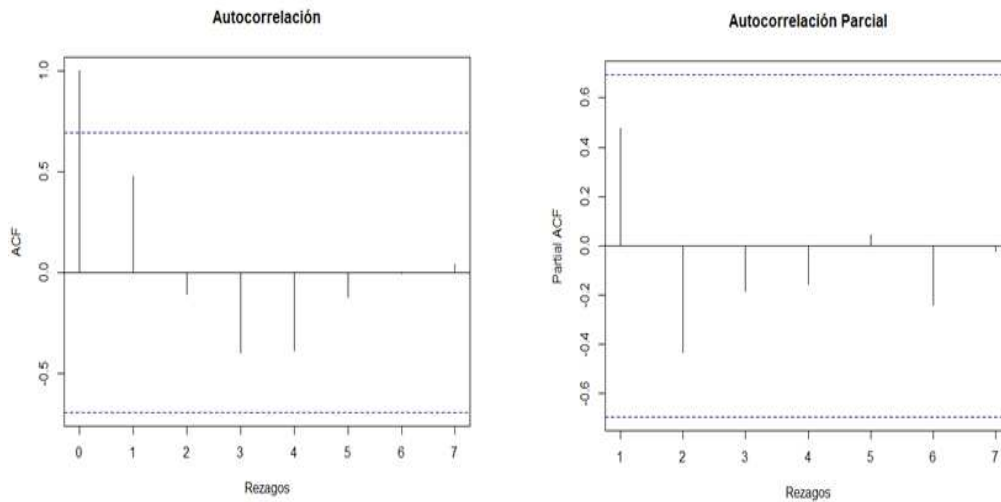 Autocorrelación
ACF
1.0
0.5
0.0
-0.5
0 1 2 3 4 5 6 7
Rezagos
Autocorrelación Parcial
Partial ACF
0.6
0.4
0.2
0.0
-0.2
-0.4
-0.6
1 2 3 4 5 6 7
Rezagos